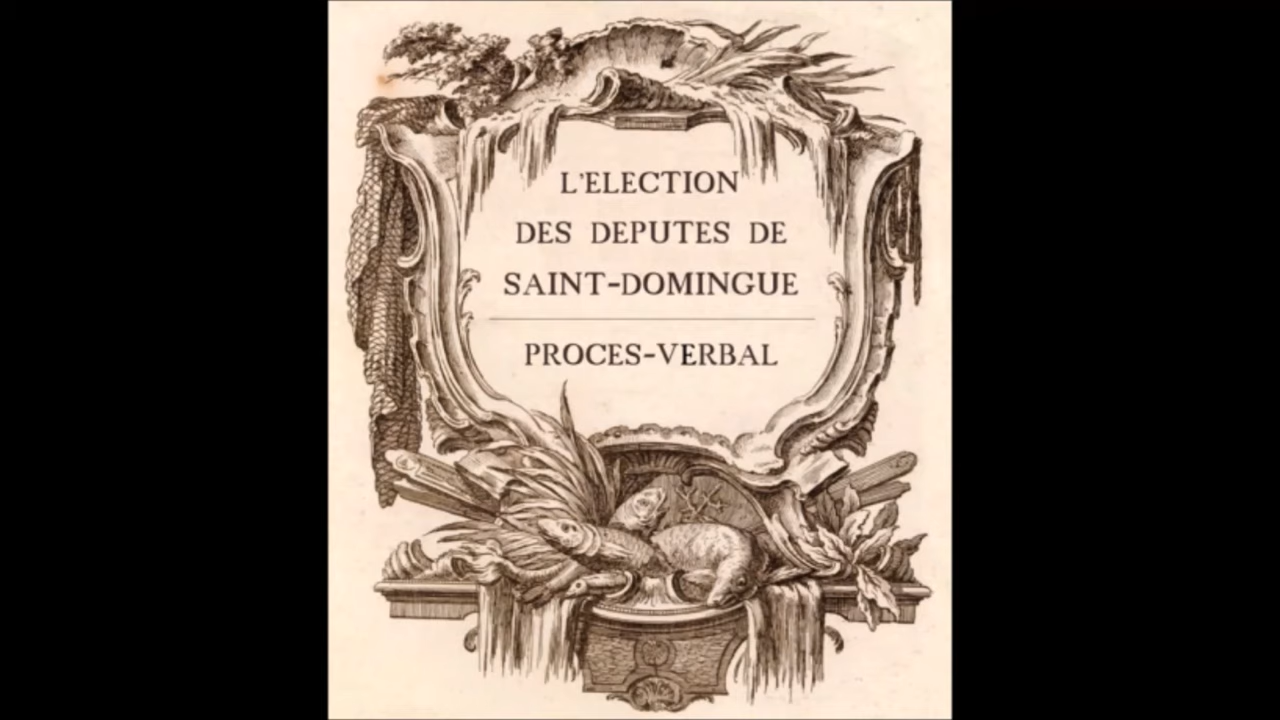 L'ELECTION
DES DEPUTES DE
SAINT-DOMINGUE
PROCES-VERBAL